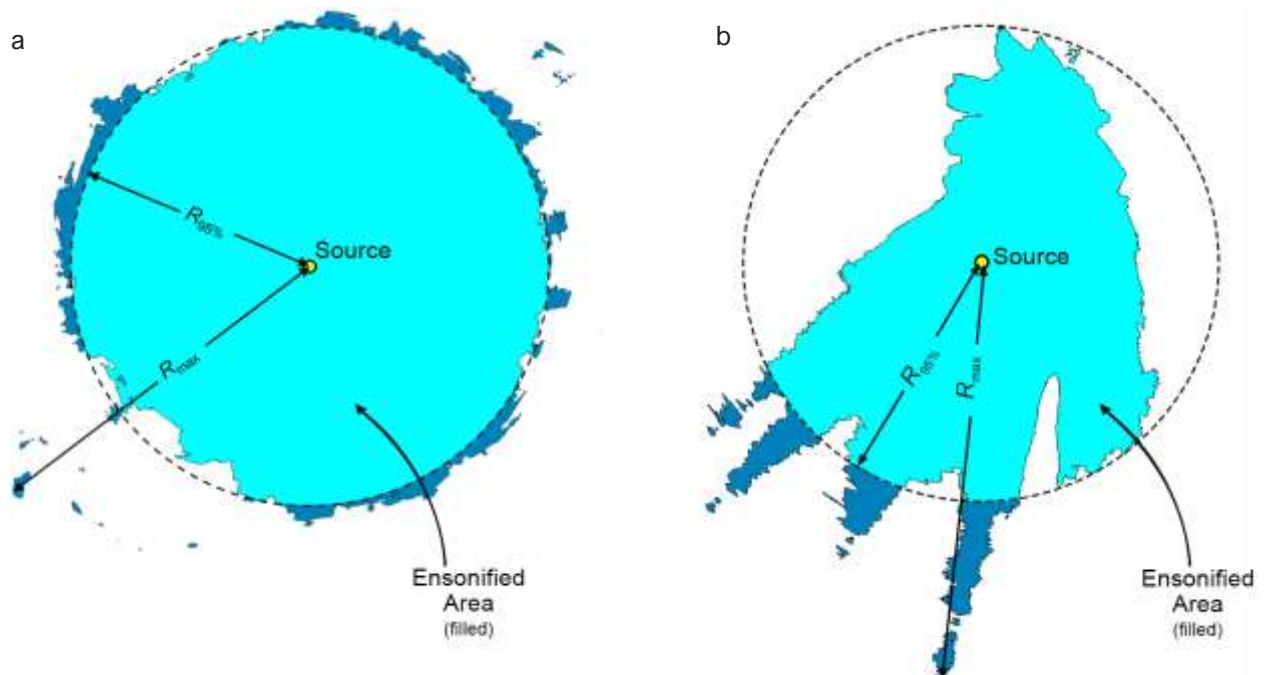 a
R95%
Source
Rmax
Ensonified
Area
(filled)
b
Source
R95%
Rmax
Ensonified
Area
(filled)